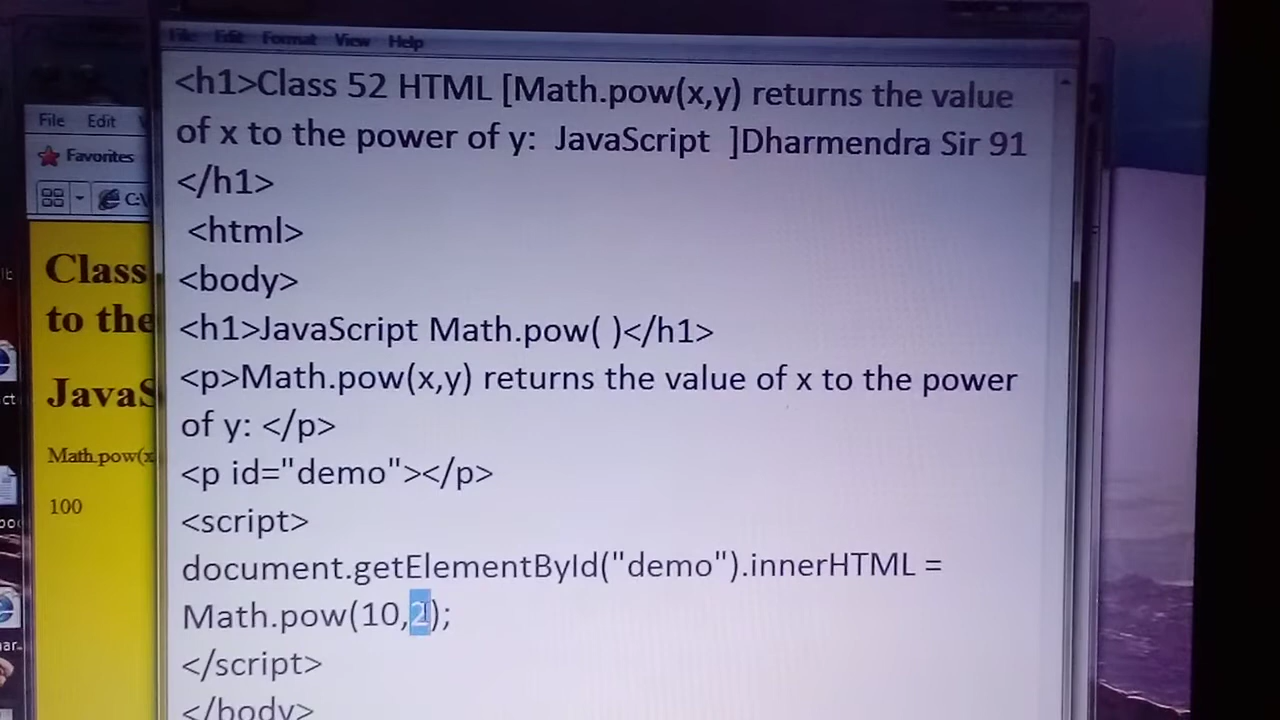 File Edit Format View Help
<h1>Class 52 HTML [Math.pow(x,y) returns the value
of x to the power of y:  JavaScript  ]Dharmendra Sir 91
</h1>
<html>
<body>
<h1>JavaScript Math.pow( )</h1>
<p>Math.pow(x,y) returns the value of x to the power
of y: </p>
<p id="demo"></p>
<script>
document.getElementById("demo").innerHTML =
Math.pow(10,2);
</script>
</body>
File Edit V
Favorites
C:\
Class
to the
JavaS
Math.pow(x
100